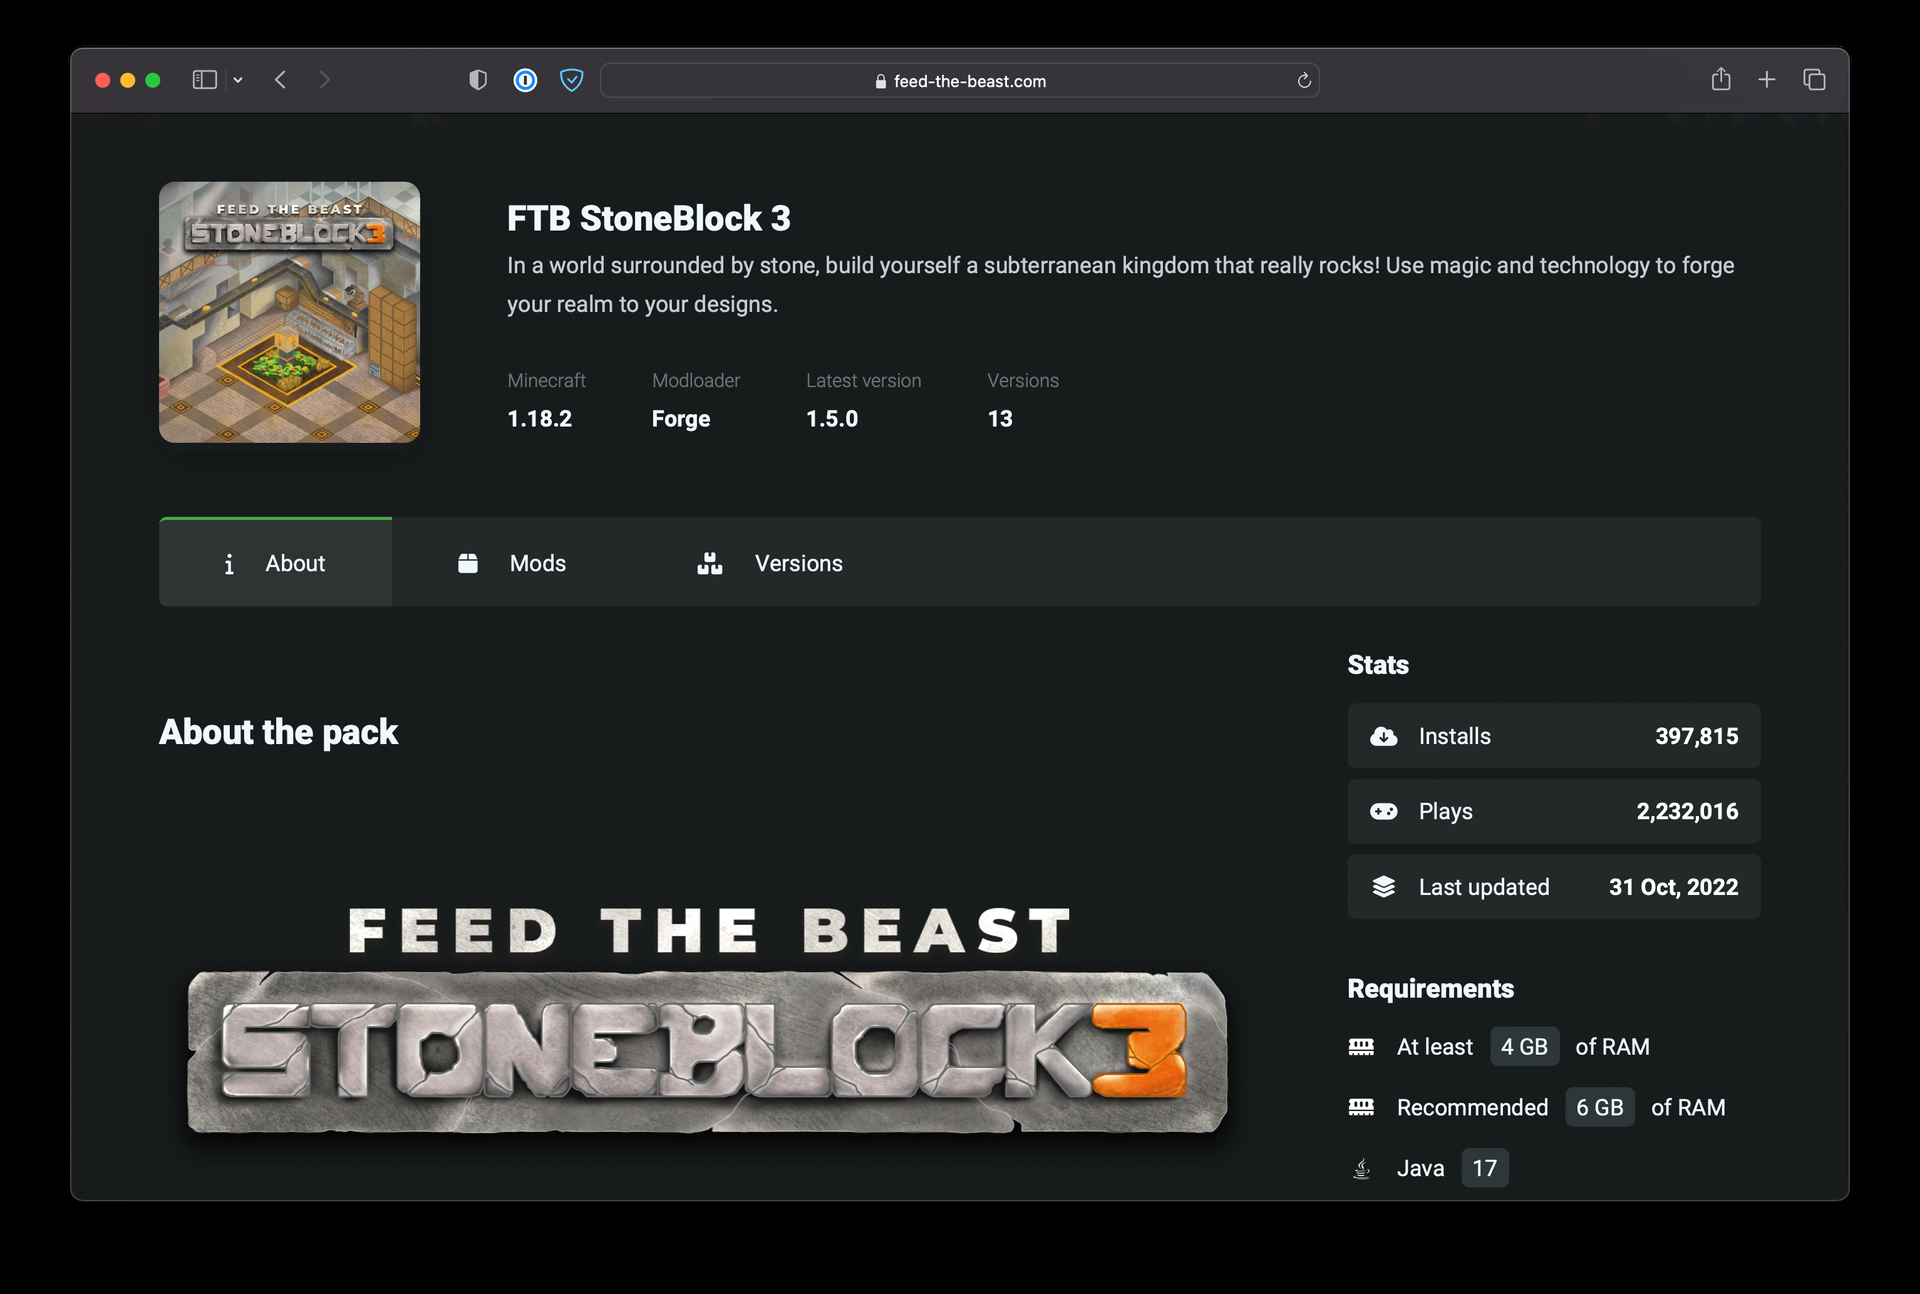 feed-the-beast.com
FEED THE BEAST
STONEBLOCK3
FTB StoneBlock 3
In a world surrounded by stone, build yourself a subterranean kingdom that really rocks! Use magic and technology to forge
your realm to your designs.
Minecraft Modloader Latest version Versions
1.18.2 Forge 1.5.0 13
About Mods Versions
About the pack
FEED THE BEAST
STONEBLOCK3
Stats
Installs 397,815
Plays 2,232,016
Last updated 31 Oct, 2022
Requirements
At least 4 GB of RAM
Recommended 6 GB of RAM
Java 17